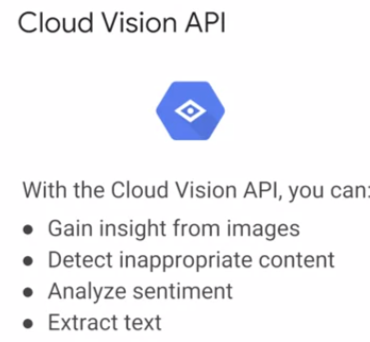 Cloud Vision API
With the Cloud Vision API, you can:
● Gain insight from images
● Detect inappropriate content
● Analyze sentiment
● Extract text